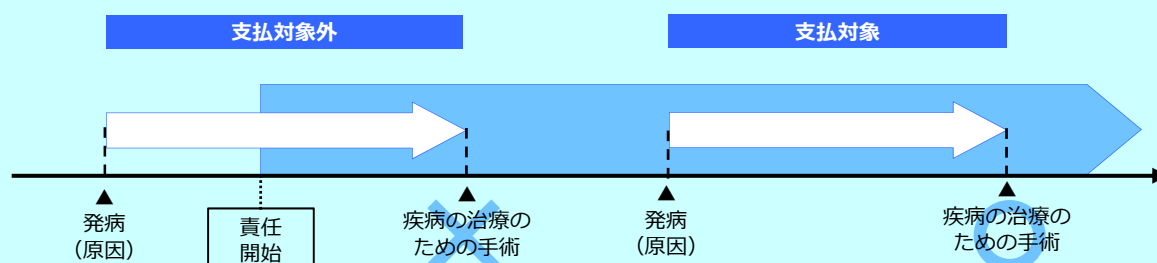 支払対象外
支払対象
発病
（原因）
責任
開始
疾病の治療の
ための手術
発病
（原因）
疾病の治療の
ための手術